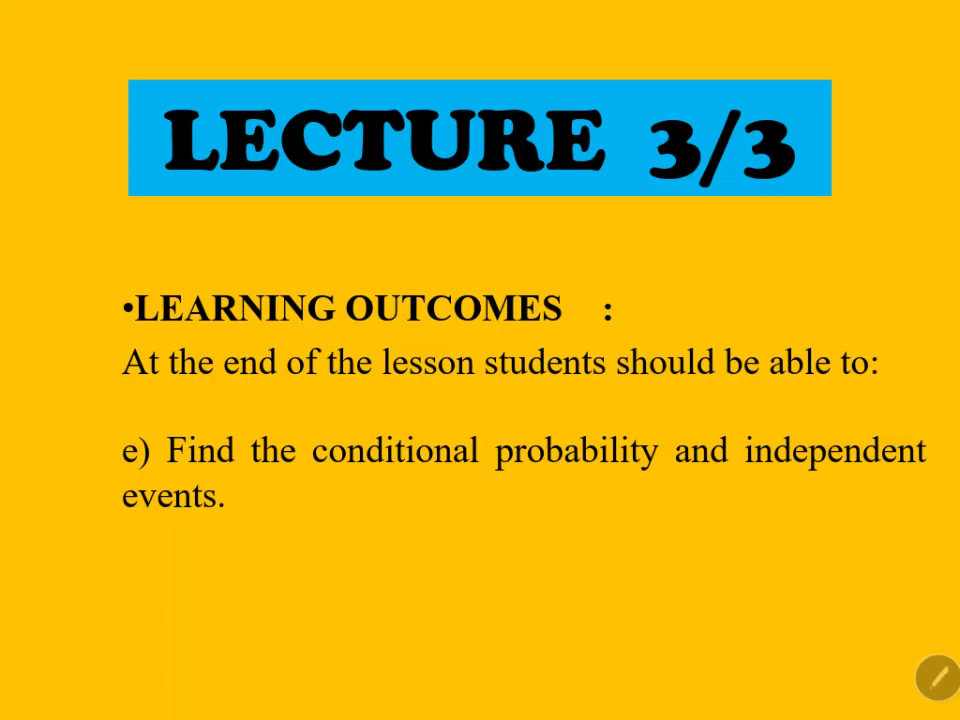 LECTURE 3/3
•LEARNING OUTCOMES :
At the end of the lesson students should be able to:
e) Find the conditional probability and independent
events.